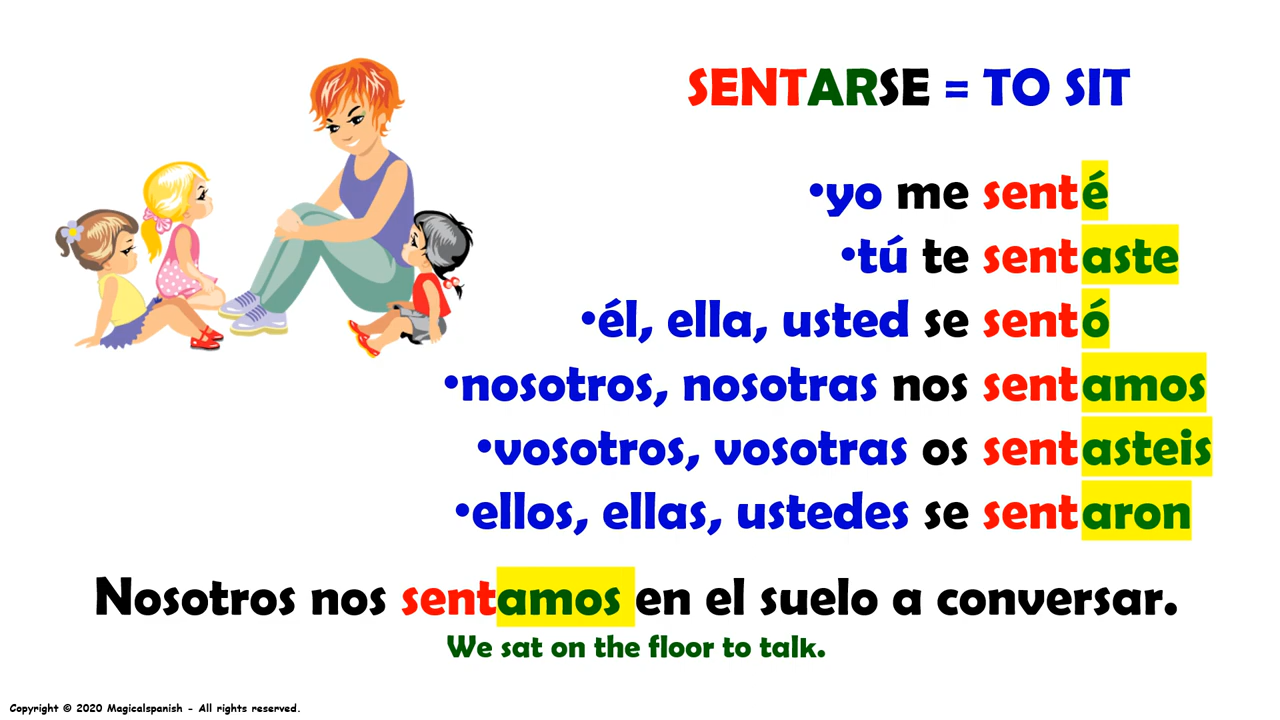 SENTARSE = TO SIT
•yo me senté
•tú te sentaste
•él, ella, usted se sentó
•nosotros, nosotras nos sentamos
•vosotros, vosotras os sentasteis
•ellos, ellas, ustedes se sentaron
Nosotros nos sentamos en el suelo a conversar.
We sat on the floor to talk.
Copyright © 2020 Magicalspanish - All rights reserved.